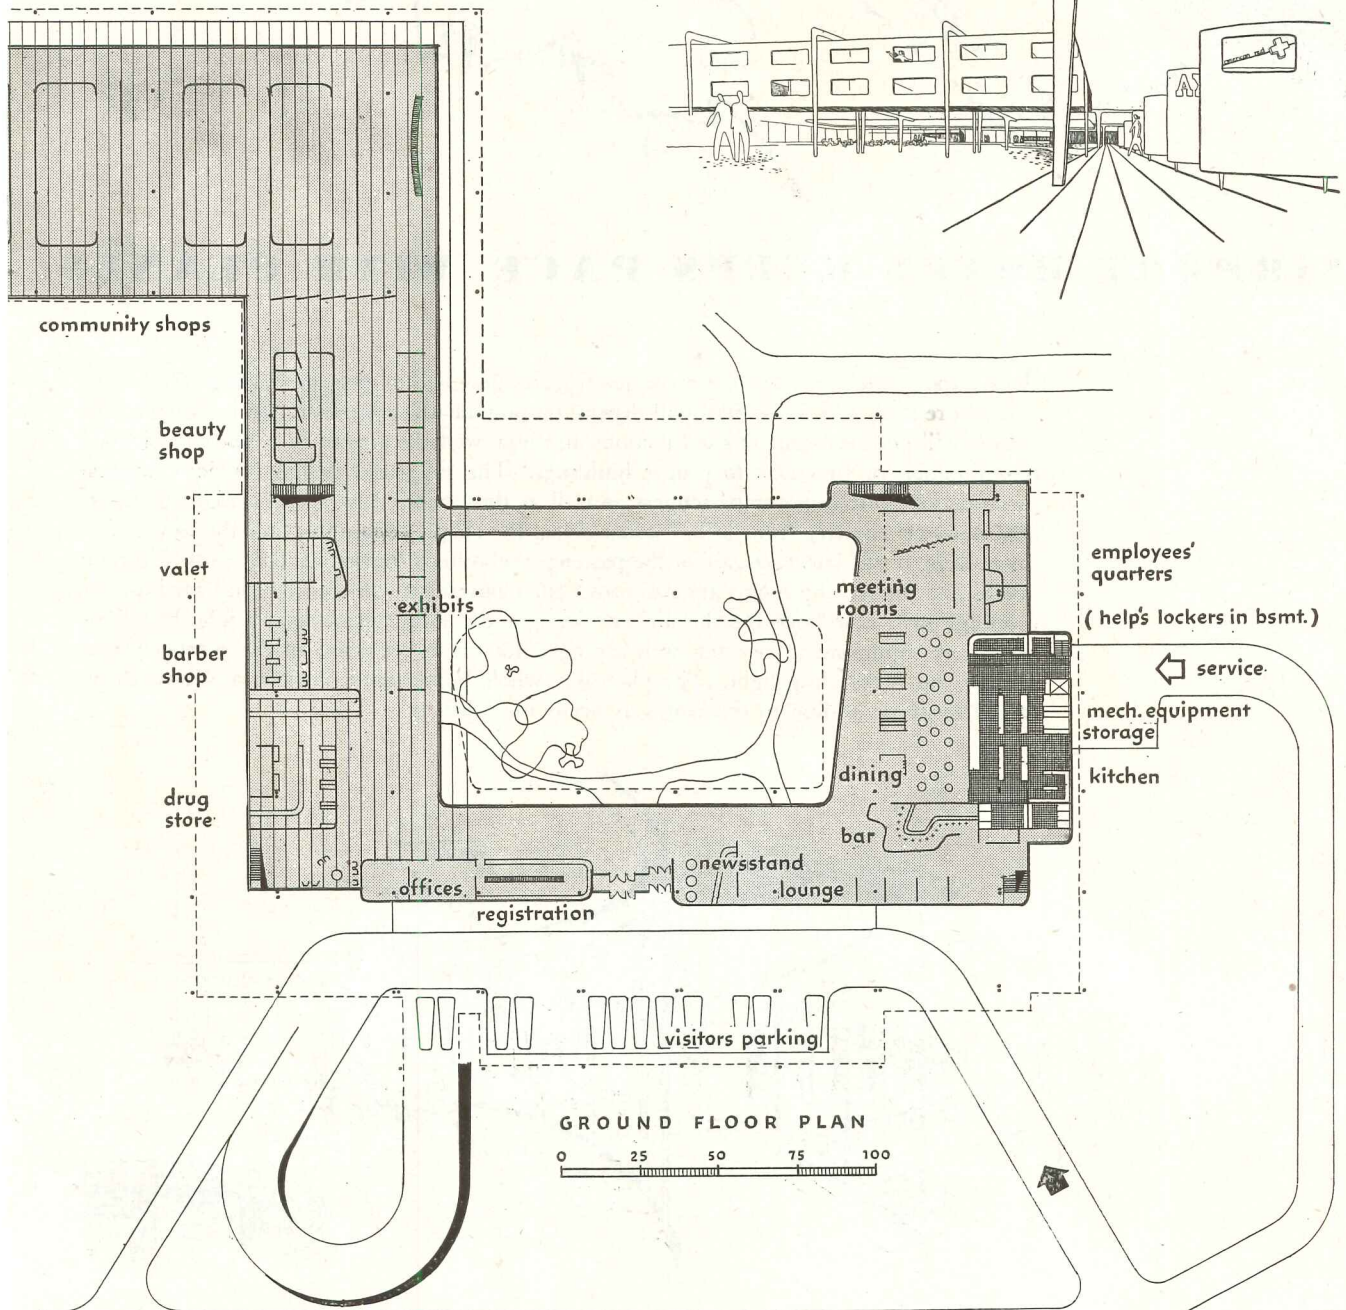 community shops
beauty
shop
valet
exhibits
barber
shop
drug
store
meeting
rooms
employees'
quarters
( help's lockers in bsmt.)
service
mech. equipment
storage
dining
kitchen
bar
newsstand
offices
lounge
registration
visitors parking
GROUND FLOOR PLAN
0 25 50 75 100